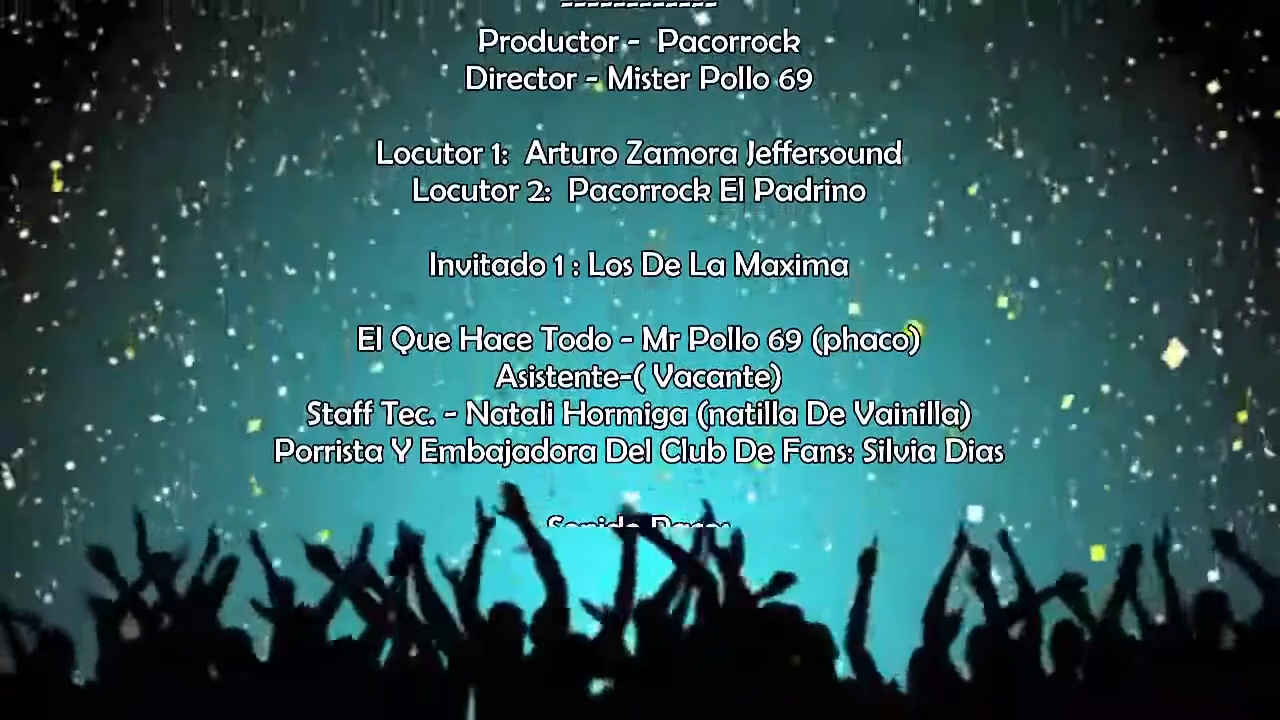 ------------
Productor - Pacorrock
Director - Mister Pollo 69
Locutor 1: Arturo Zamora Jeffersound
Locutor 2: Pacorrock El Padrino
Invitado 1 : Los De La Maxima
El Que Hace Todo - Mr Pollo 69 (phaco)
Asistente-( Vacante)
Staff Tec. - Natali Hormiga (natilla De Vainilla)
Porrista Y Embajadora Del Club De Fans: Silvia Dias
Sonido